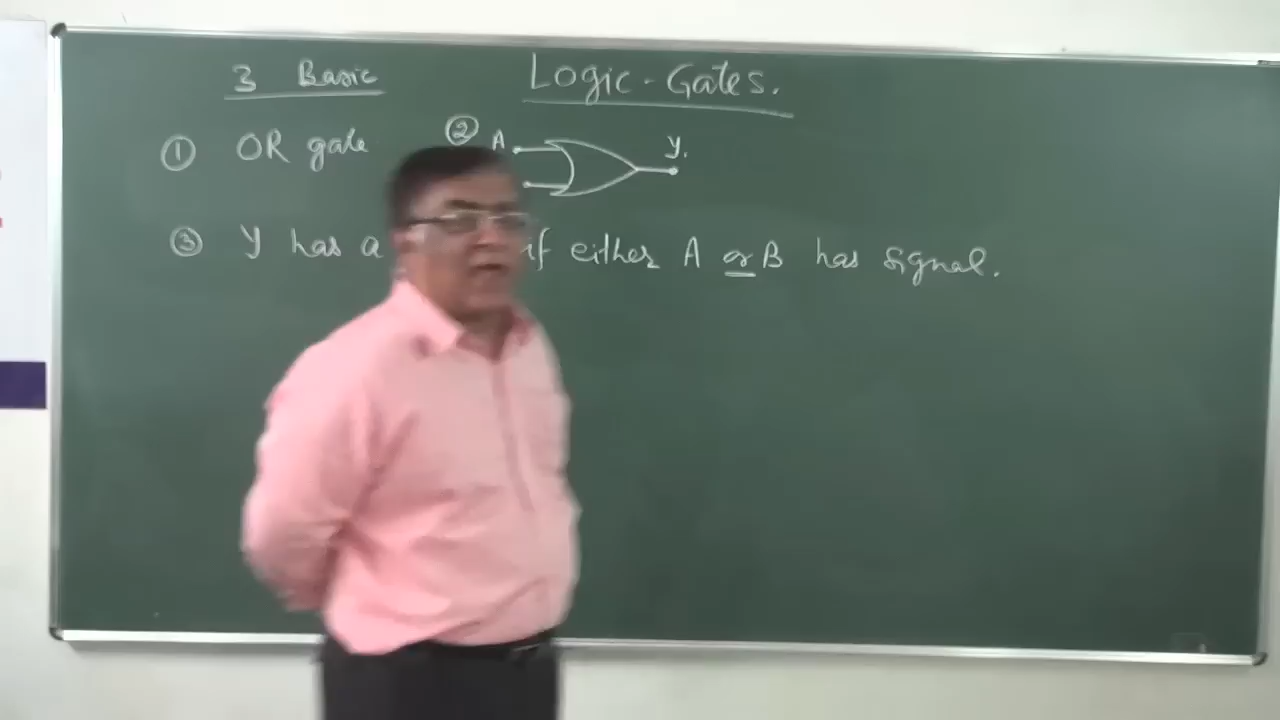 3 Basic Logic-Gates.
① OR gate ② A Y.
③ Y has a if either A or B has signal.